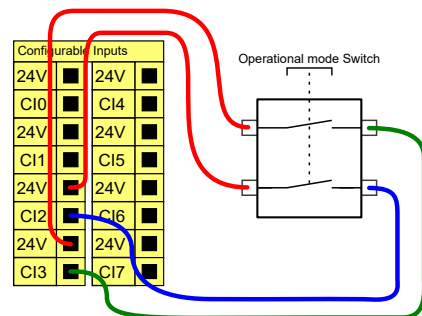 Configurable Inputs
Operational mode Switch
24V 24V
CI0 CI4
24V 24V
CI1 CI5
24V 24V
CI2 CI6
24V 24V
CI3 CI7